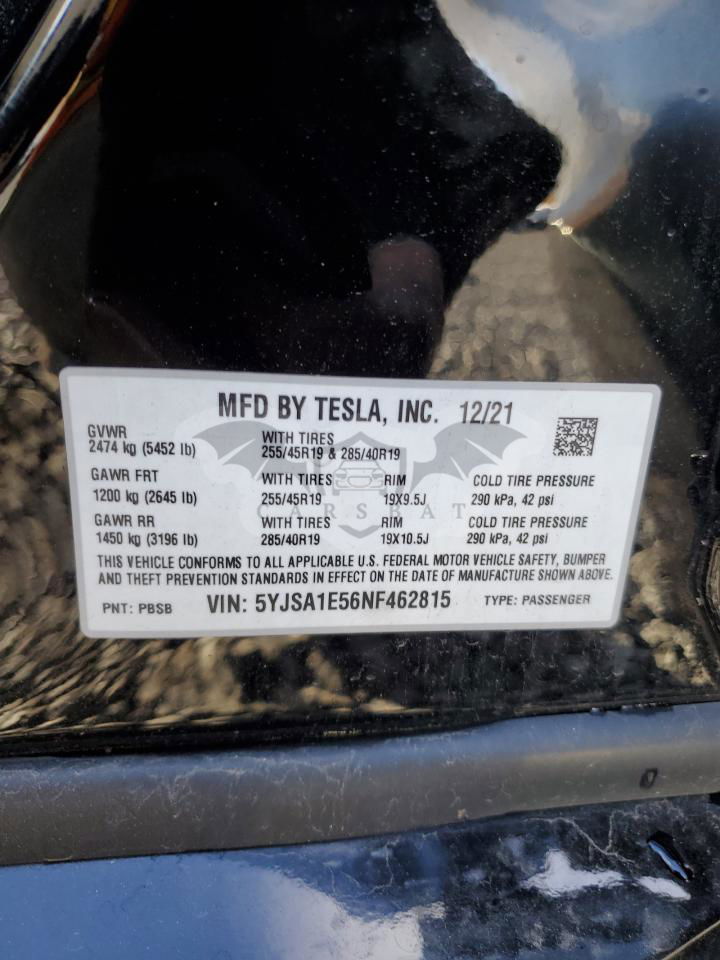 MFD BY TESLA, INC. 12/21
GVWR
2474 kg (5452 lb)
WITH TIRES
255/45R19 & 285/40R19
GAWR FRT
1200 kg (2645 lb)
WITH TIRES
255/45R19
RIM
19X9.5J
COLD TIRE PRESSURE
290 kPa, 42 psi
CARSBAT
GAWR RR
1450 kg (3196 lb)
WITH TIRES
285/40R19
RIM
19X10.5J
COLD TIRE PRESSURE
290 kPa, 42 psi
THIS VEHICLE CONFORMS TO ALL APPLICABLE U.S. FEDERAL MOTOR VEHICLE SAFETY, BUMPER
AND THEFT PREVENTION STANDARDS IN EFFECT ON THE DATE OF MANUFACTURE SHOWN ABOVE.
PNT: PBSB VIN: 5YJSA1E56NF462815 TYPE: PASSENGER